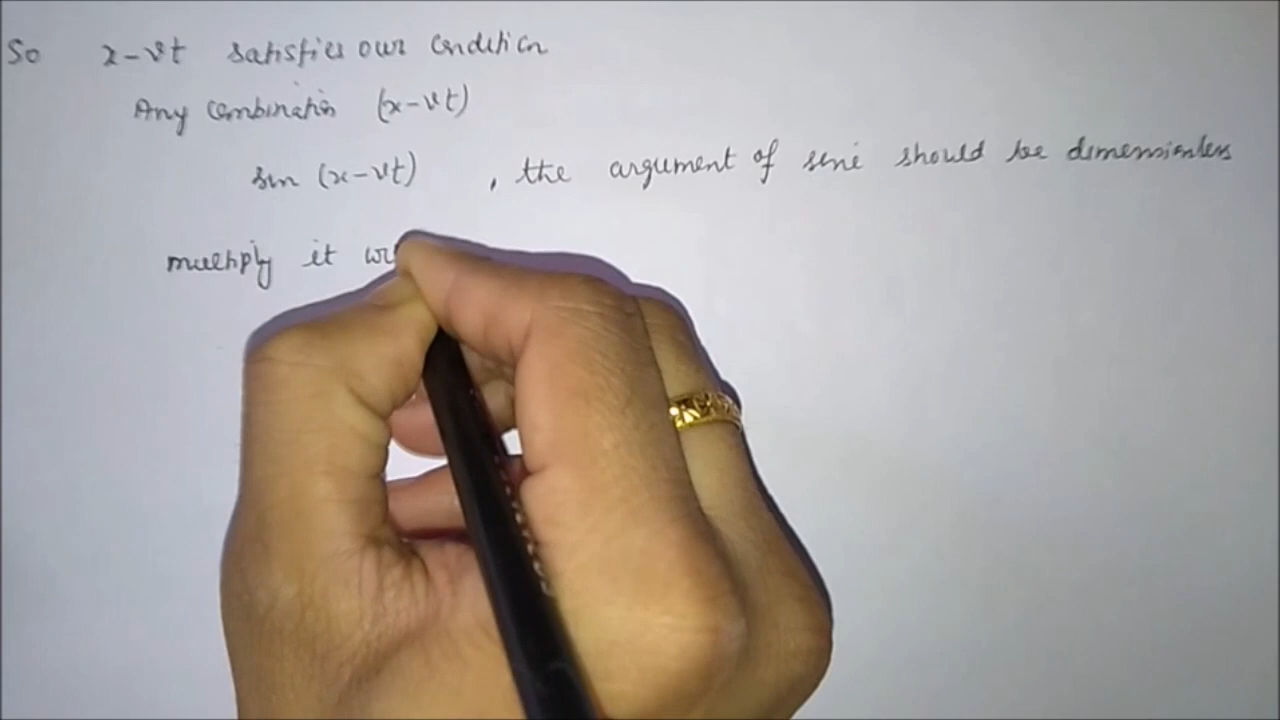 So x-vt satisfies our condition
Any combination (x-vt)
sin (x-vt) , the argument of sine should be dimensionless
multiply it